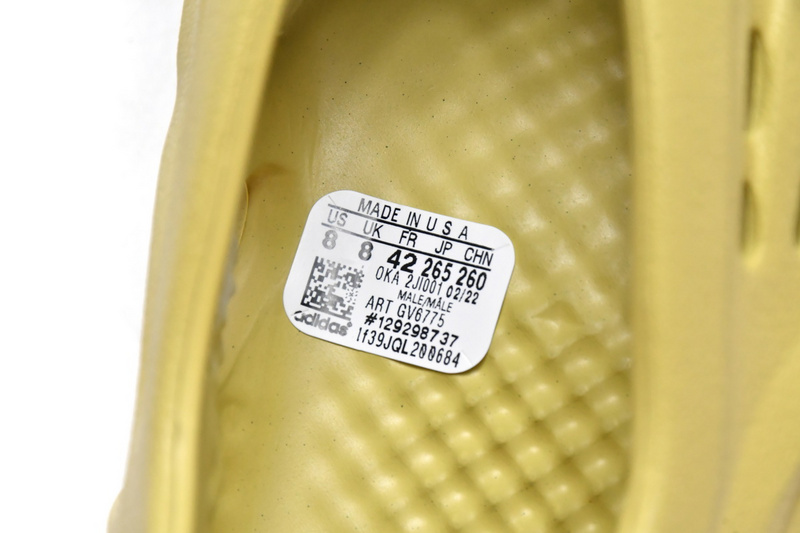 MADE IN U S A
US UK FR JP CHN
8 8 42 265 260
OKA 2JI001 02/22
MALE/MÂLE
ART GV6775
#129298737
adidas
1f39JQL200684